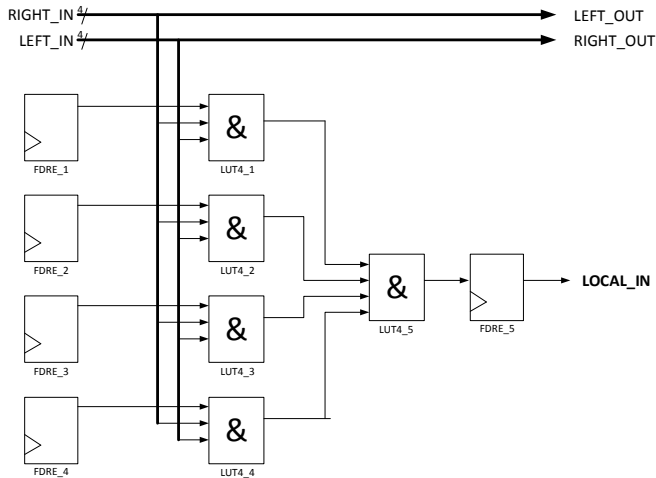 RIGHT_IN 4 LEFT_OUT
LEFT_IN 4 RIGHT_OUT
& 
FDRE_1 LUT4_1
&
FDRE_2 LUT4_2
& LOCAL_IN
&
LUT4_5 FDRE_5
FDRE_3 LUT4_3
&
FDRE_4 LUT4_4